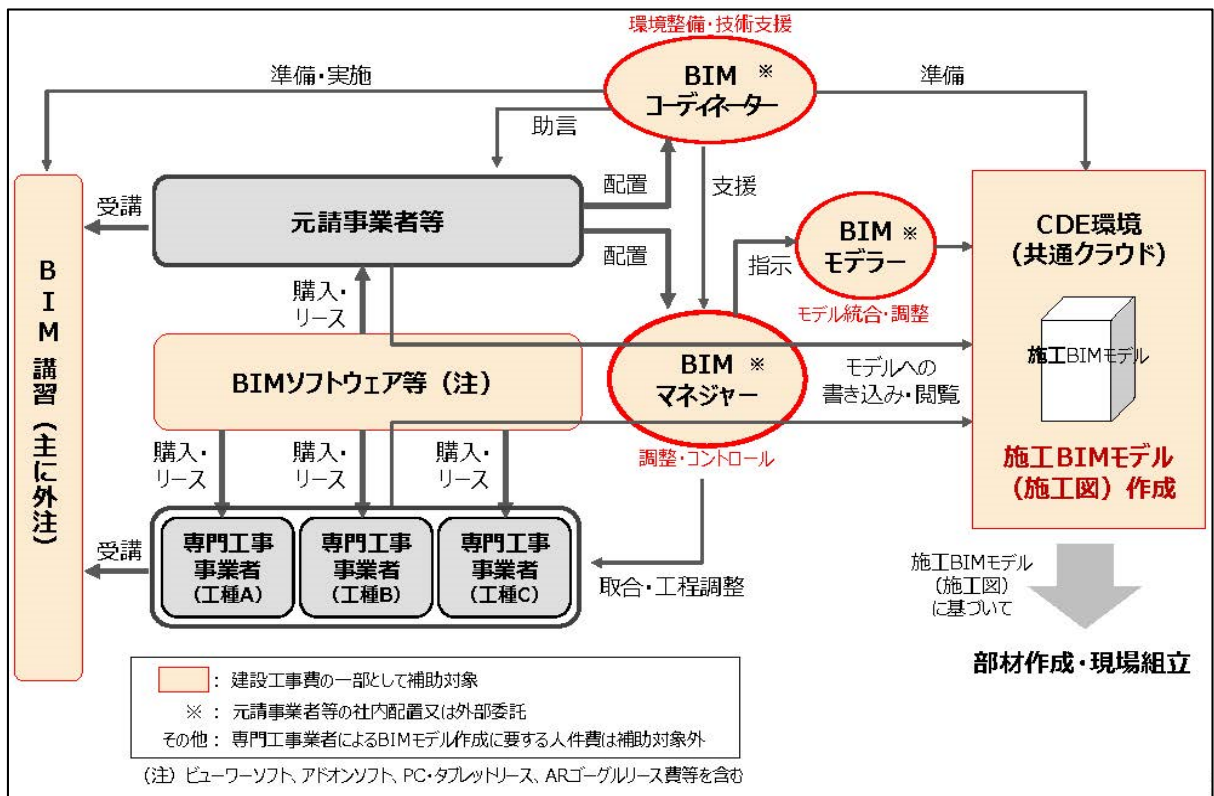 環境整備・技術支援
BIM ※
コーディネーター
準備・実施
準備
助言
配置
支援
受講
元請事業者等
配置
BIM ※
モデラー
指示
モデル統合・調整
CDE環境
(共通クラウド)
施工BIMモデル
施工BIMモデル
(施工図)作成
BIM講習(主に外注)
購入・
リース
BIMソフトウェア等(注)
BIM ※
マネジャー
調整・コントロール
モデルへの
書き込み・閲覧
購入・
リース
購入・
リース
購入・
リース
受講
専門工事
事業者
(工種A)
専門工事
事業者
(工種B)
専門工事
事業者
(工種C)
取合・工程調整
施工BIMモデル
(施工図)
に基づいて
部材作成・現場組立
: 建設工事費の一部として補助対象
※ : 元請事業者等の社内配置又は外部委託
その他 : 専門工事業者によるBIMモデル作成に要する人件費は補助対象外
(注) ビューワーソフト、アドオンソフト、PC・タブレットリース、ARゴーグルリース費等を含む